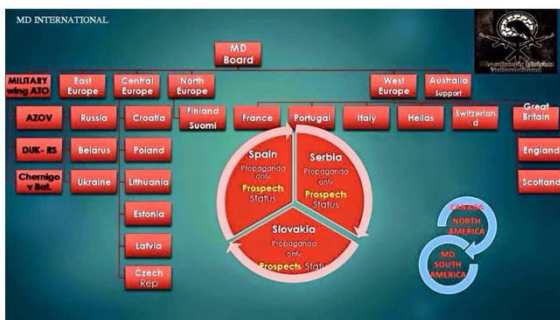 MD INTERNATIONAL
MD
Board
MILITARY
wing ATO
East
Europe
Central
Europe
North
Europe
West
Europe
Australia
Support
AZOV
Russia
Croatia
Finland
Suomi
France
Portugal
Italy
Hellas
Switzerlan
d
Great
Britain
DUK- RS
Belarus
Poland
England
Chernigo
v Bat.
Ukraine
Lithuania
Scotland
Estonia
Latvia
Czech
Rep
Spain
Propaganda
only
Prospects
Status
Serbia
Propaganda
only
Prospects
Status
Slovakia
Propaganda
only
Prospects Status
CANADA
NORTH
AMERICA
MD
SOUTH
AMERICA